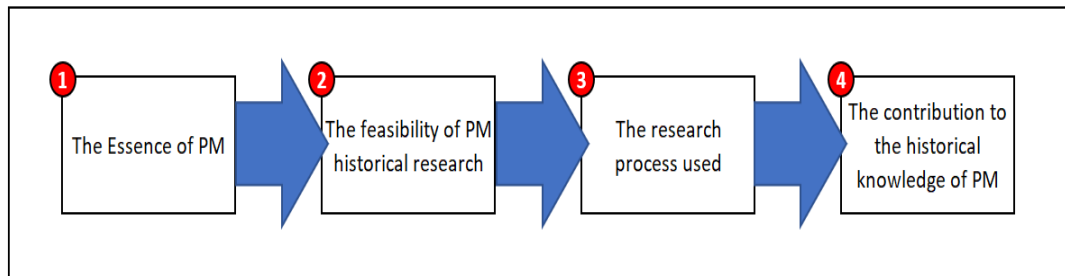 1
The Essence of PM
2
The feasibility of PM
historical research
3
The research
process used
4
The contribution to
the historical
knowledge of PM